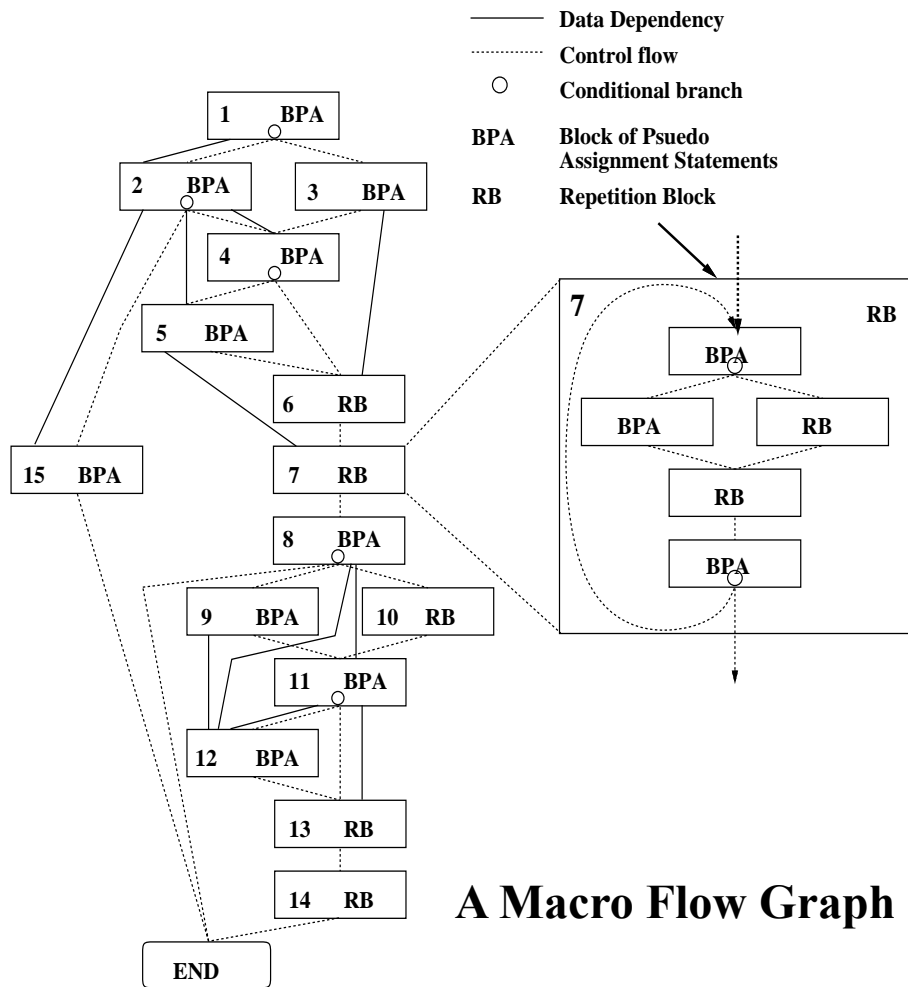 Data Dependency
Control flow
Conditional branch
BPA Block of Psuedo
Assignment Statements
RB Repetition Block
1 BPA
2 BPA
3 BPA
4 BPA
5 BPA
6 RB
15 BPA
7 RB
8 BPA
9 BPA
10 RB
11 BPA
12 BPA
13 RB
14 RB
END
7 RB
BPA
BPA
RB
RB
BPA
A Macro Flow Graph